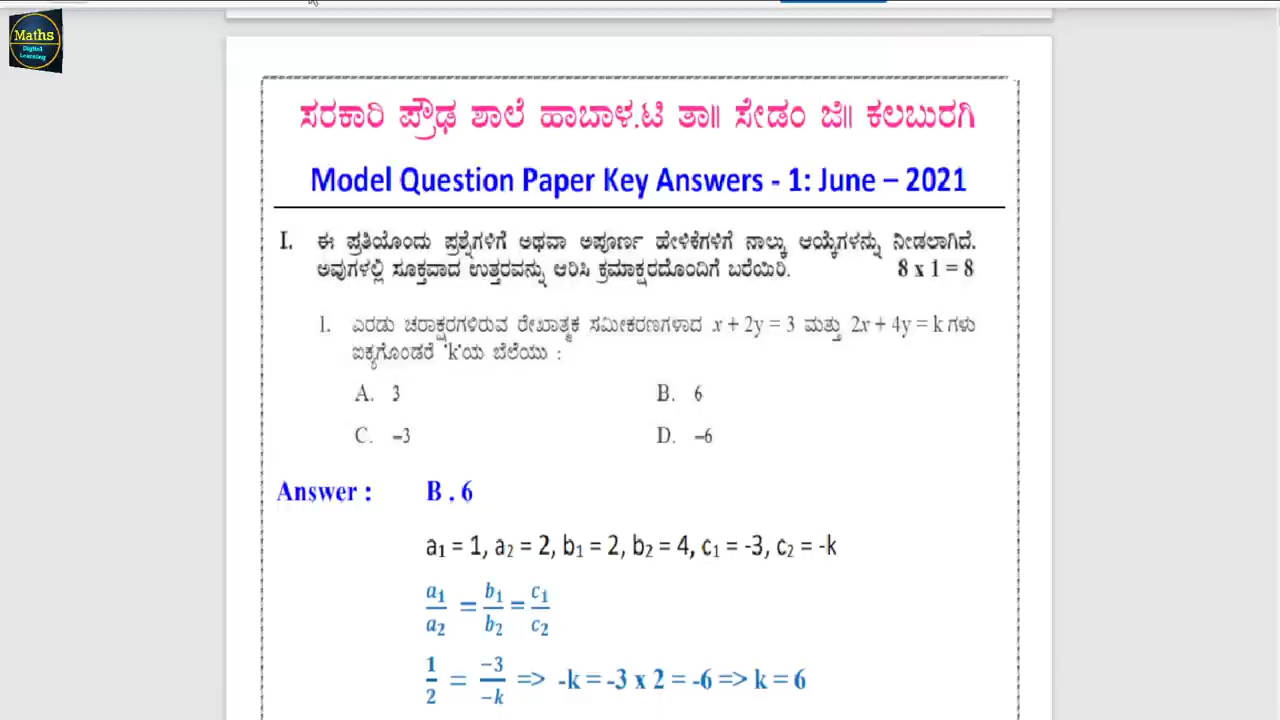 Maths
Digital
Learning
ಸರಕಾರಿ ಪ್ರೌಢ ಶಾಲೆ ಹಾಬಾಳ.ಟಿ ತಾ॥ ಸೇಡಂ ಜಿ॥ ಕಲಬುರಗಿ
Model Question Paper Key Answers - 1: June – 2021
I. ಈ ಪ್ರತಿಯೊಂದು ಪ್ರಶ್ನೆಗಳಿಗೆ ಅಥವಾ ಅಪೂರ್ಣ ಹೇಳಿಕೆಗಳಿಗೆ ನಾಲ್ಕು ಆಯ್ಕೆಗಳನ್ನು ನೀಡಲಾಗಿದೆ.
ಅವುಗಳಲ್ಲಿ ಸೂಕ್ತವಾದ ಉತ್ತರವನ್ನು ಆರಿಸಿ ಕ್ರಮಾಕ್ಷರದೊಂದಿಗೆ ಬರೆಯಿರಿ. 8 x 1 = 8
1. ಎರಡು ಚರಾಕ್ಷರಗಳಿರುವ ರೇಖಾತ್ಮಕ ಸಮೀಕರಣಗಳಾದ x + 2y = 3 ಮತ್ತು 2x + 4y = k ಗಳು
ಐಕ್ಯಗೊಂಡರೆ 'k'ಯ ಬೆಲೆಯು :
A. 3 B. 6
C. –3 D. –6
Answer : B . 6
a₁ = 1, a₂ = 2, b₁ = 2, b₂ = 4, c₁ = -3, c₂ = -k
a₁/a₂ = b₁/b₂ = c₁/c₂
1/2 = −3/−k => -k = -3 x 2 = -6 => k = 6